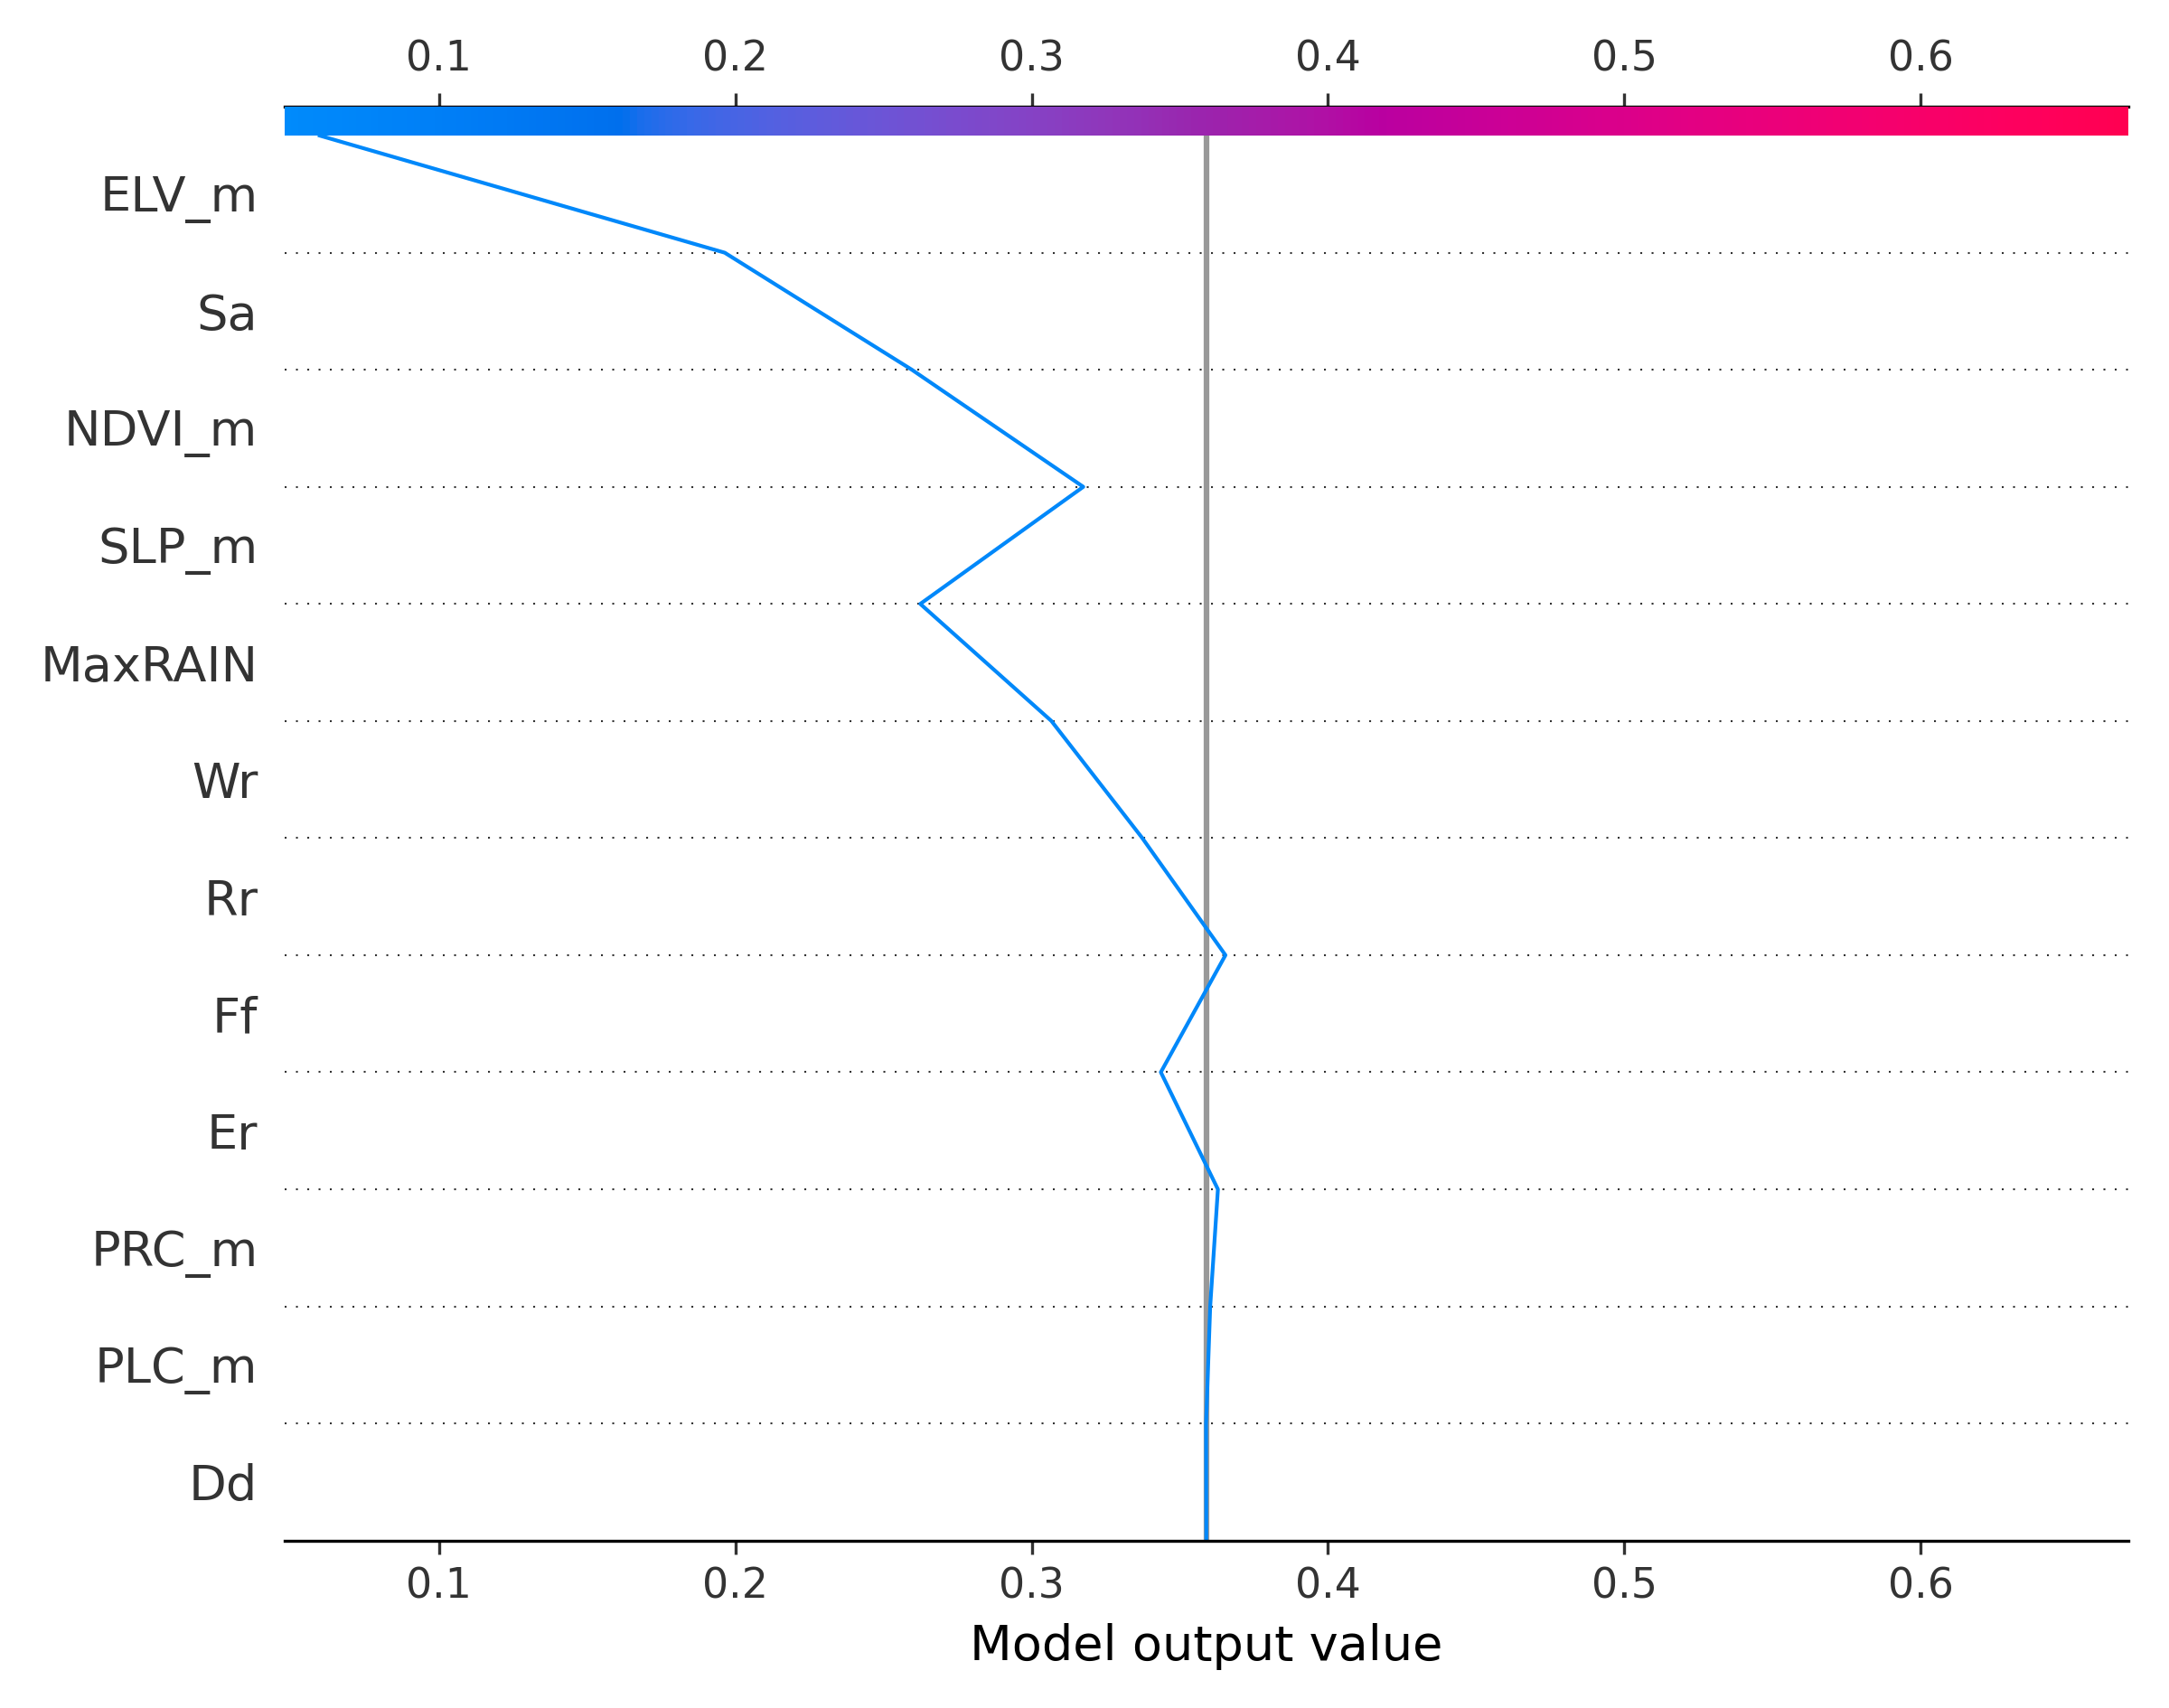 0.1 0.2 0.3 0.4 0.5 0.6
ELV_m
Sa
NDVI_m
SLP_m
MaxRAIN
Wr
Rr
Ff
Er
PRC_m
PLC_m
Dd
0.1 0.2 0.3 0.4 0.5 0.6
Model output value